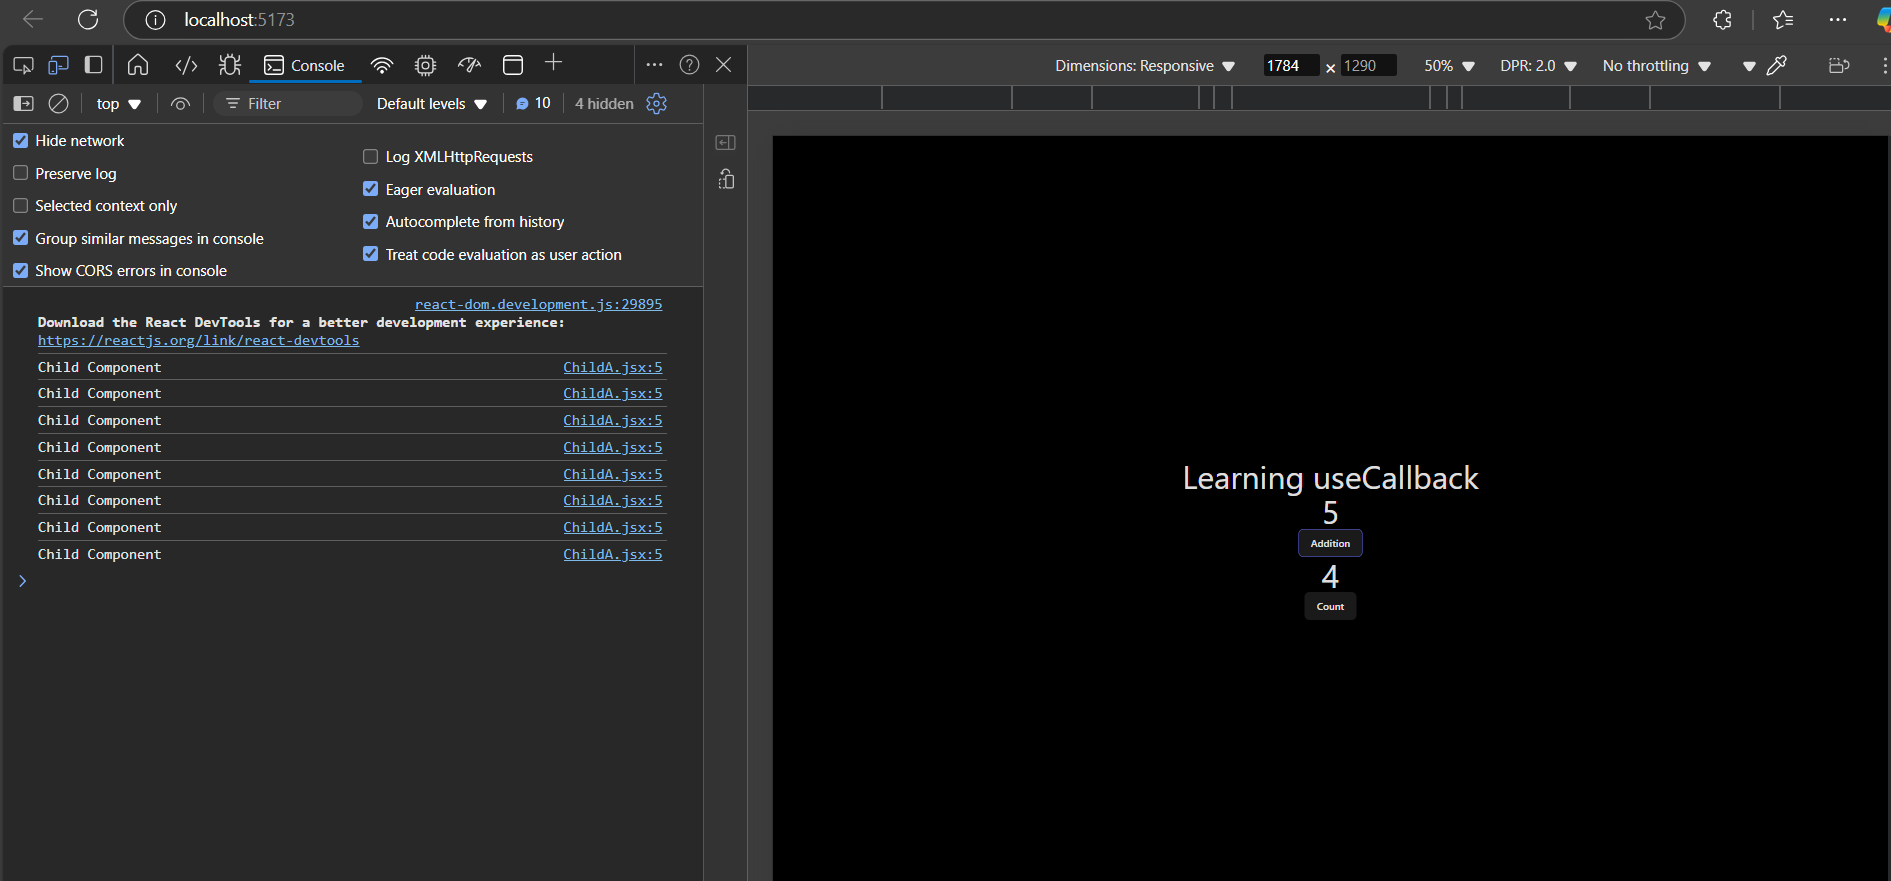 localhost:5173
Console
Dimensions: Responsive 1784 × 1290 50% DPR: 2.0 No throttling
top Filter Default levels 10 4 hidden
Hide network
Log XMLHttpRequests
Preserve log
Eager evaluation
Selected context only
Autocomplete from history
Group similar messages in console
Treat code evaluation as user action
Show CORS errors in console
react-dom.development.js:29895
Download the React DevTools for a better development experience:
https://reactjs.org/link/react-devtools
Child Component ChildA.jsx:5
Child Component ChildA.jsx:5
Child Component ChildA.jsx:5
Child Component ChildA.jsx:5
Child Component ChildA.jsx:5
Child Component ChildA.jsx:5
Child Component ChildA.jsx:5
Child Component ChildA.jsx:5
Learning useCallback
5
Addition
4
Count